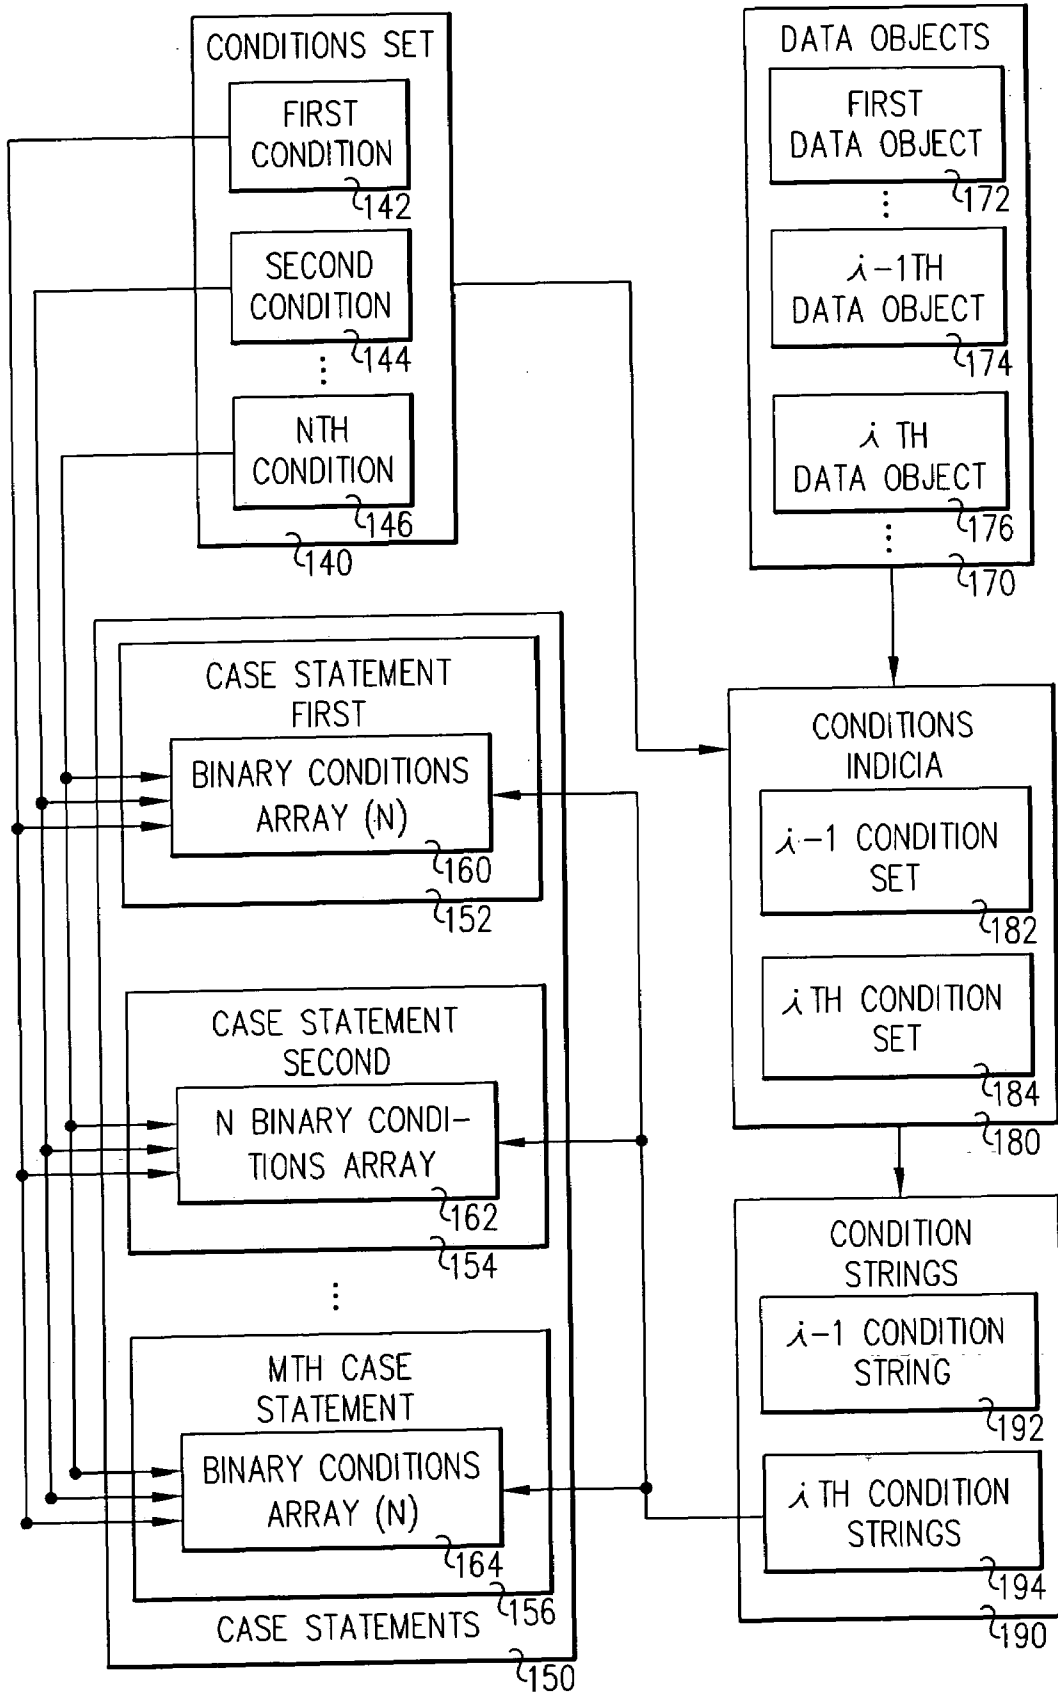 CONDITIONS SET
FIRST
CONDITION
142
SECOND
CONDITION
144
⋮
NTH
CONDITION
146
140
DATA OBJECTS
FIRST
DATA OBJECT
172
⋮
i-1TH
DATA OBJECT
174
i TH
DATA OBJECT
176
⋮
170
CASE STATEMENT
FIRST
BINARY CONDITIONS
ARRAY (N)
160
152
CASE STATEMENT
SECOND
N BINARY CONDI-
TIONS ARRAY
162
154
⋮
MTH CASE
STATEMENT
BINARY CONDITIONS
ARRAY (N)
164
156
CASE STATEMENTS
150
CONDITIONS
INDICIA
i-1 CONDITION
SET
182
i TH CONDITION
SET
184
180
CONDITION
STRINGS
i-1 CONDITION
STRING
192
i TH CONDITION
STRINGS
194
190